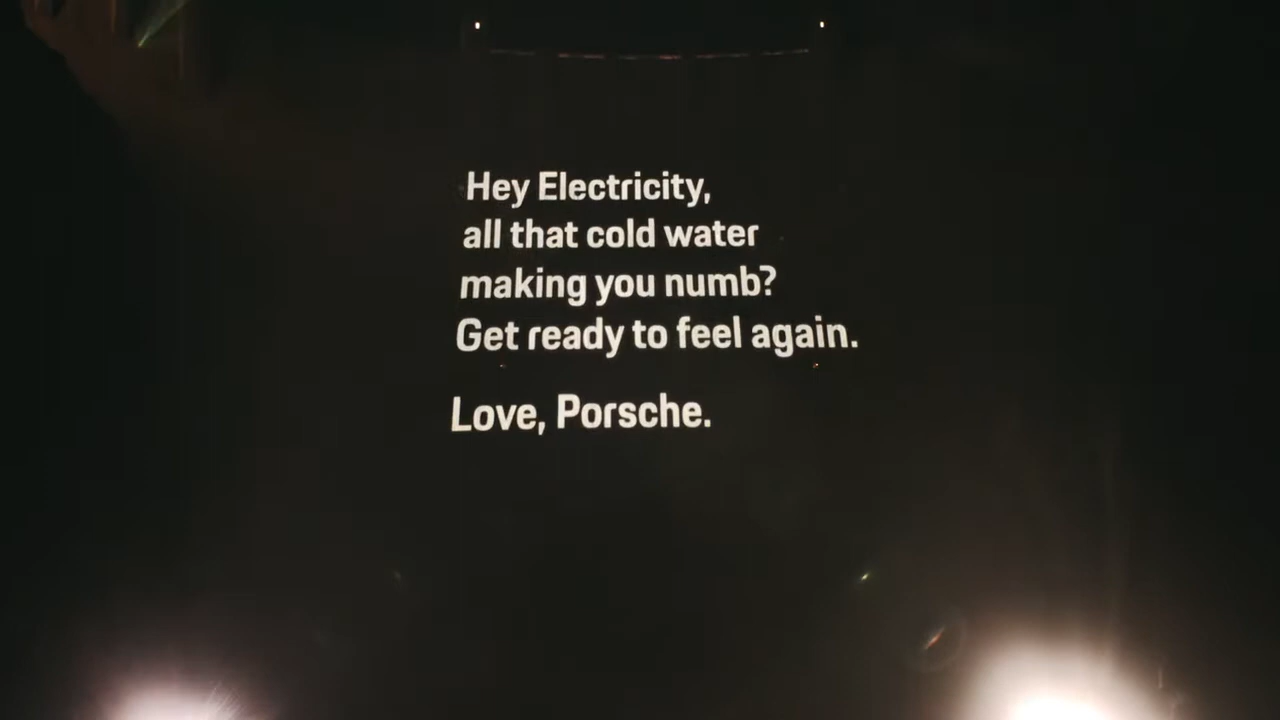 Hey Electricity,
all that cold water
making you numb?
Get ready to feel again.
Love, Porsche.